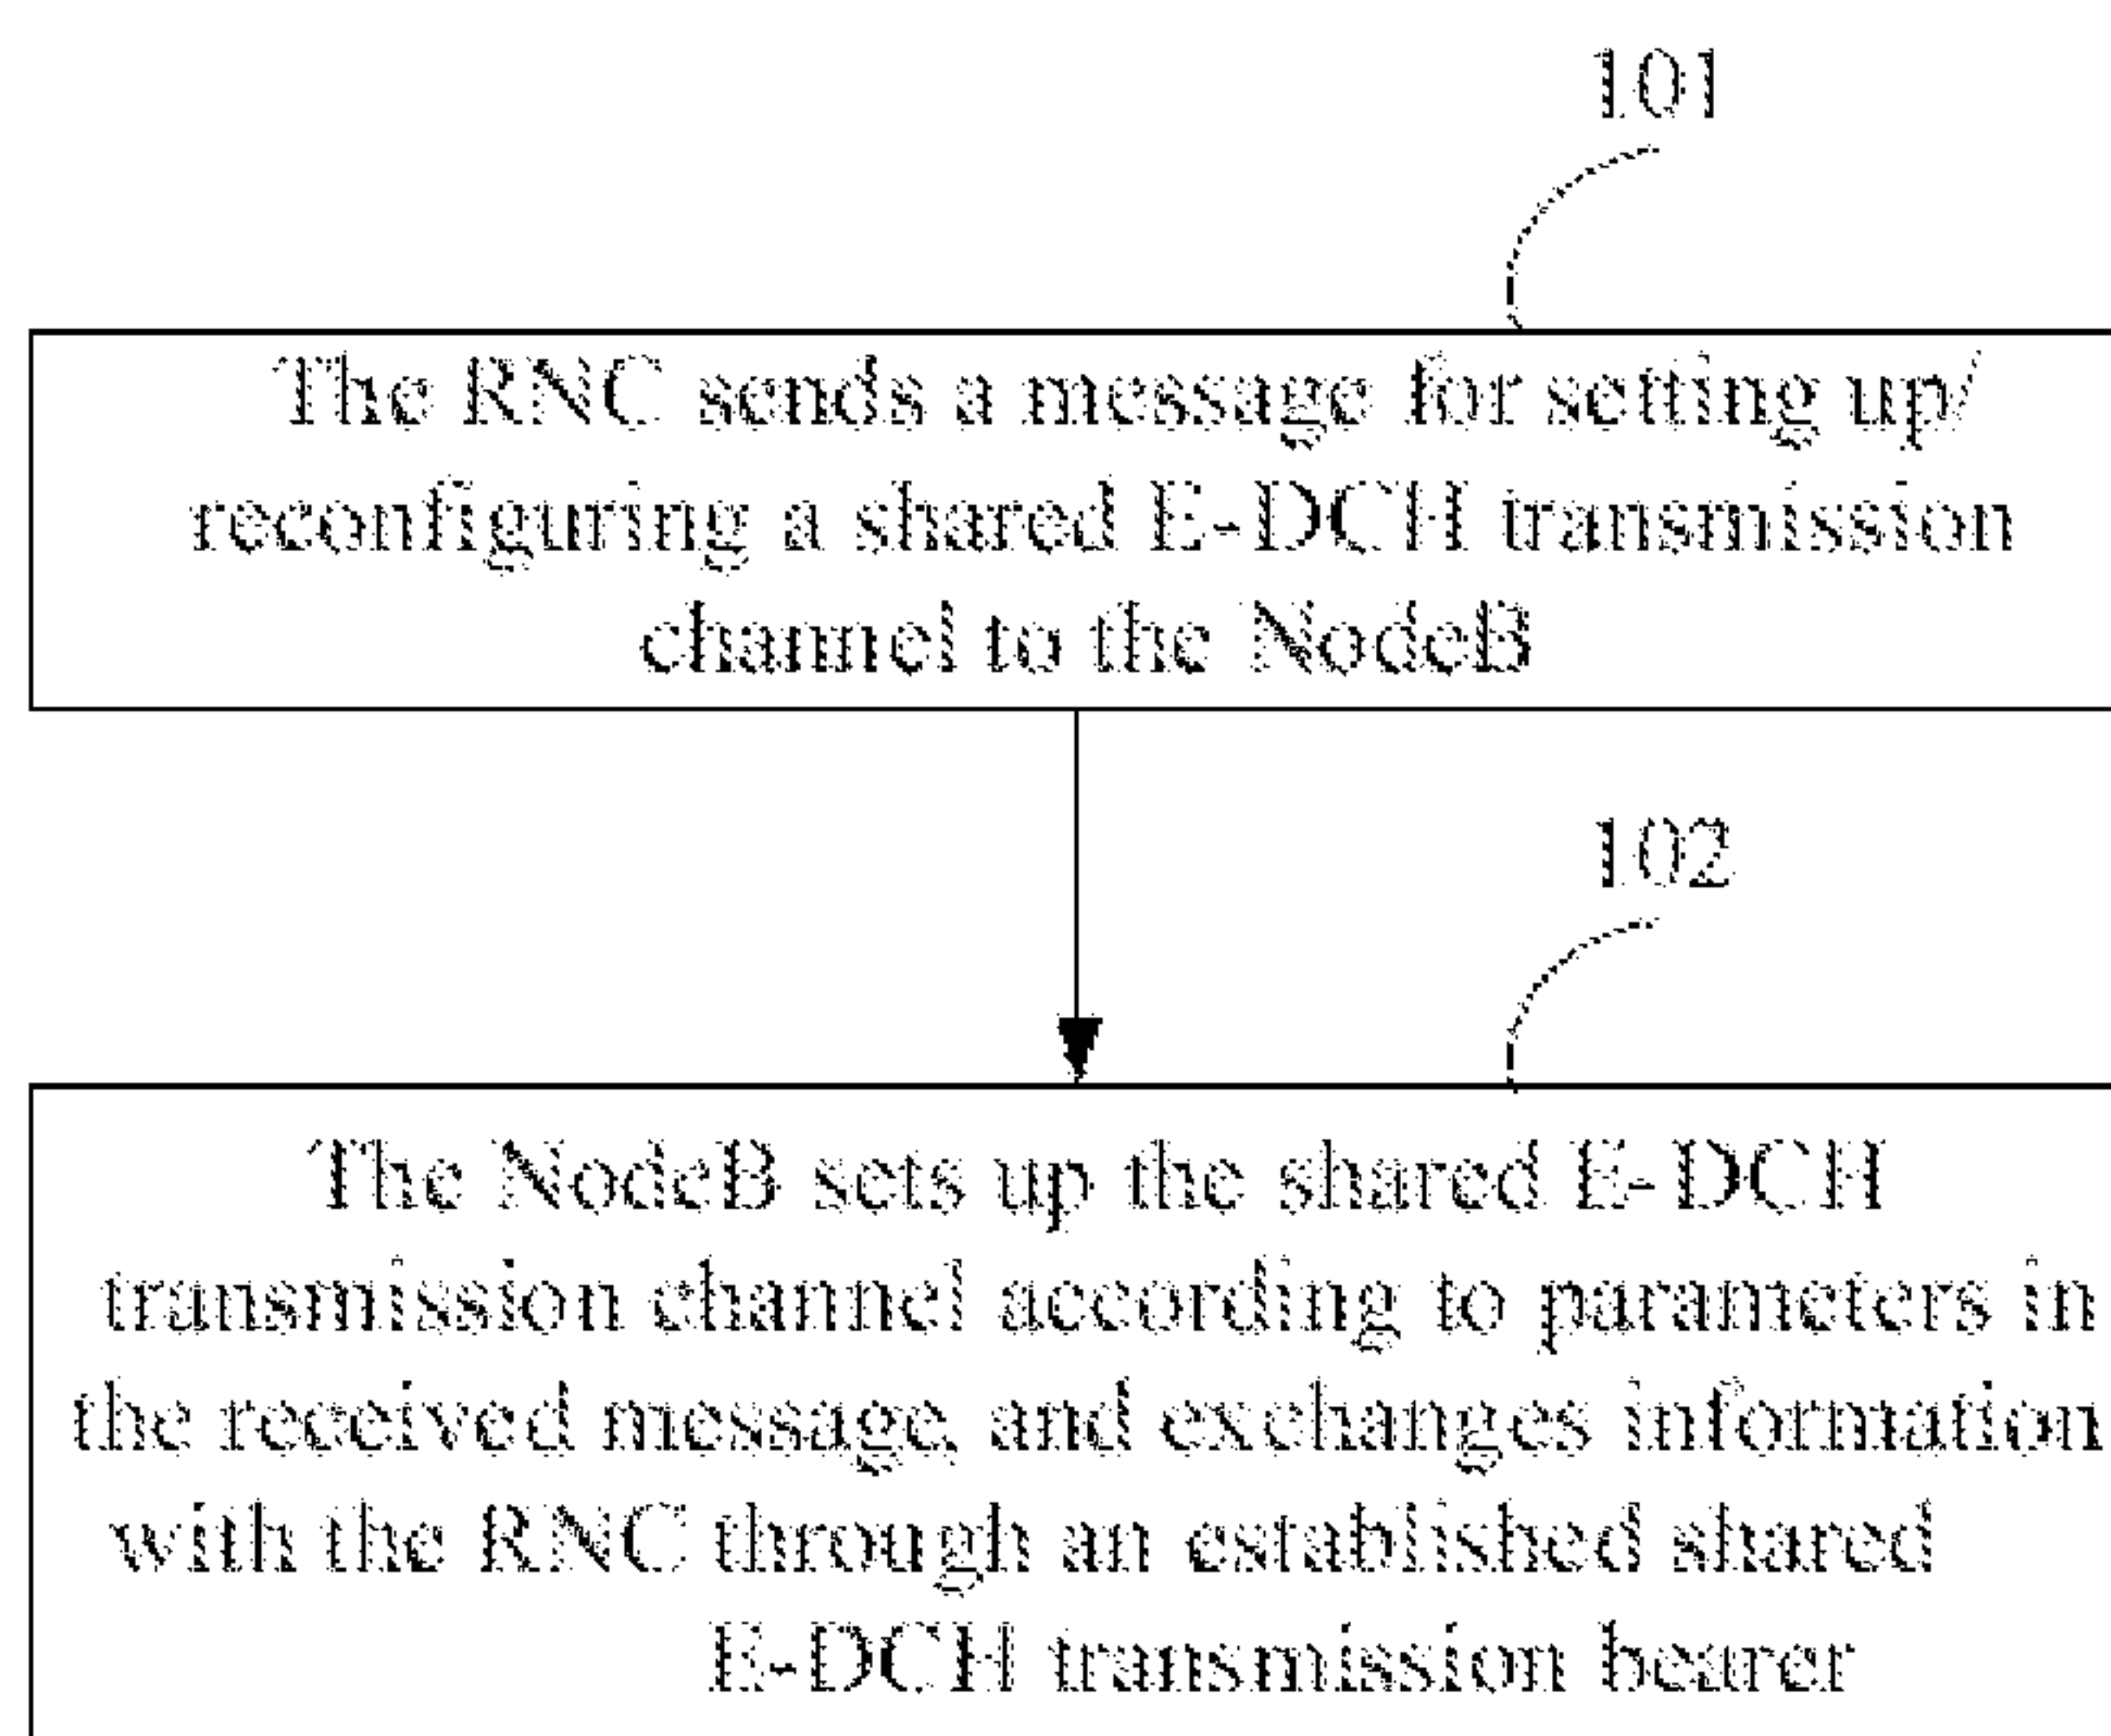 101
The RNC sends a message for setting up/
reconfiguring a shared E-DCH transmission
channel to the NodeB
102
The NodeB sets up the shared E-DCH
transmission channel according to parameters in
the received message, and exchanges information
with the RNC through an established shared
E-DCH transmission bearer